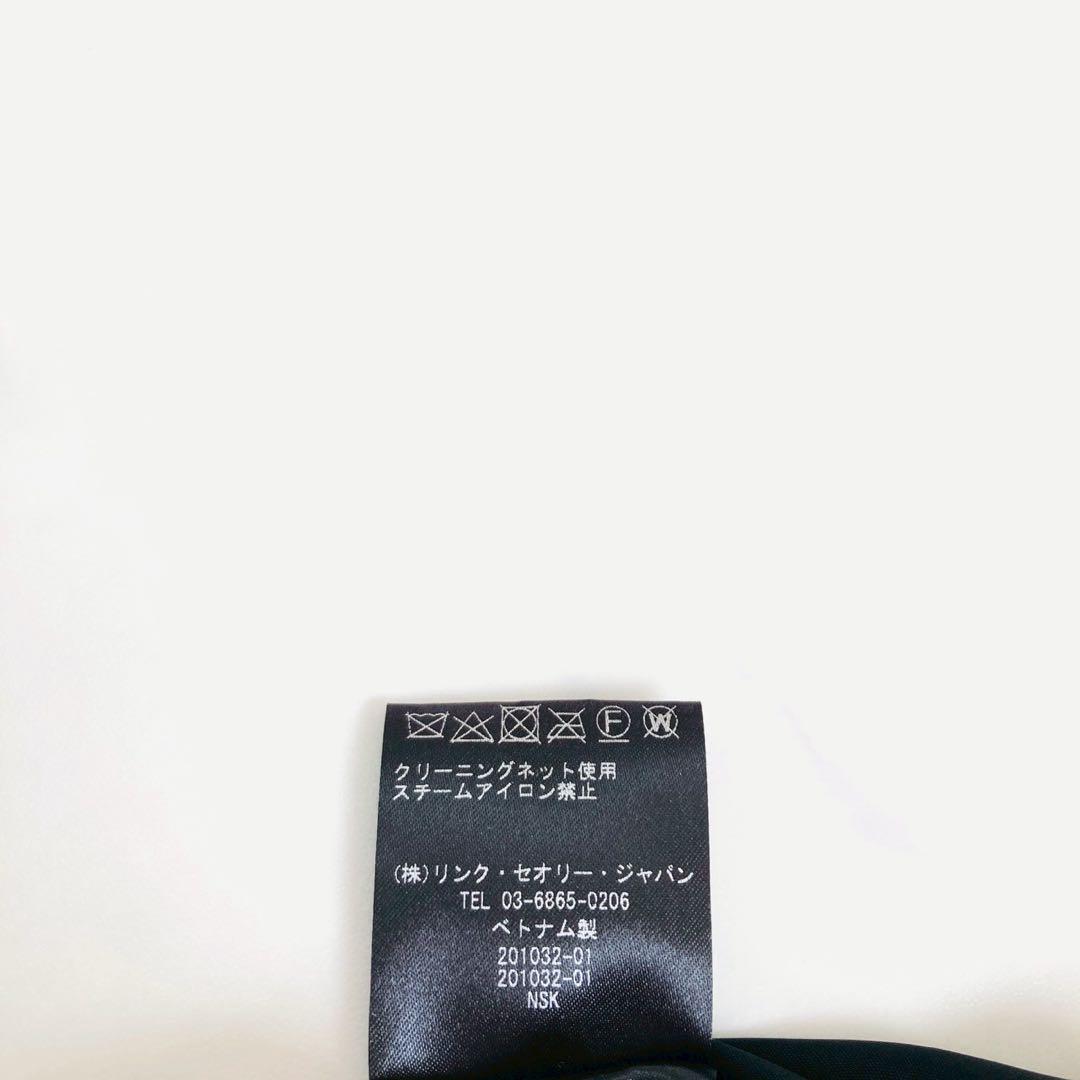 F W
クリーニングネット使用
スチームアイロン禁止
(株)リンク・セオリー・ジャパン
TEL 03-6865-0206
ベトナム製
201032-01
201032-01
NSK